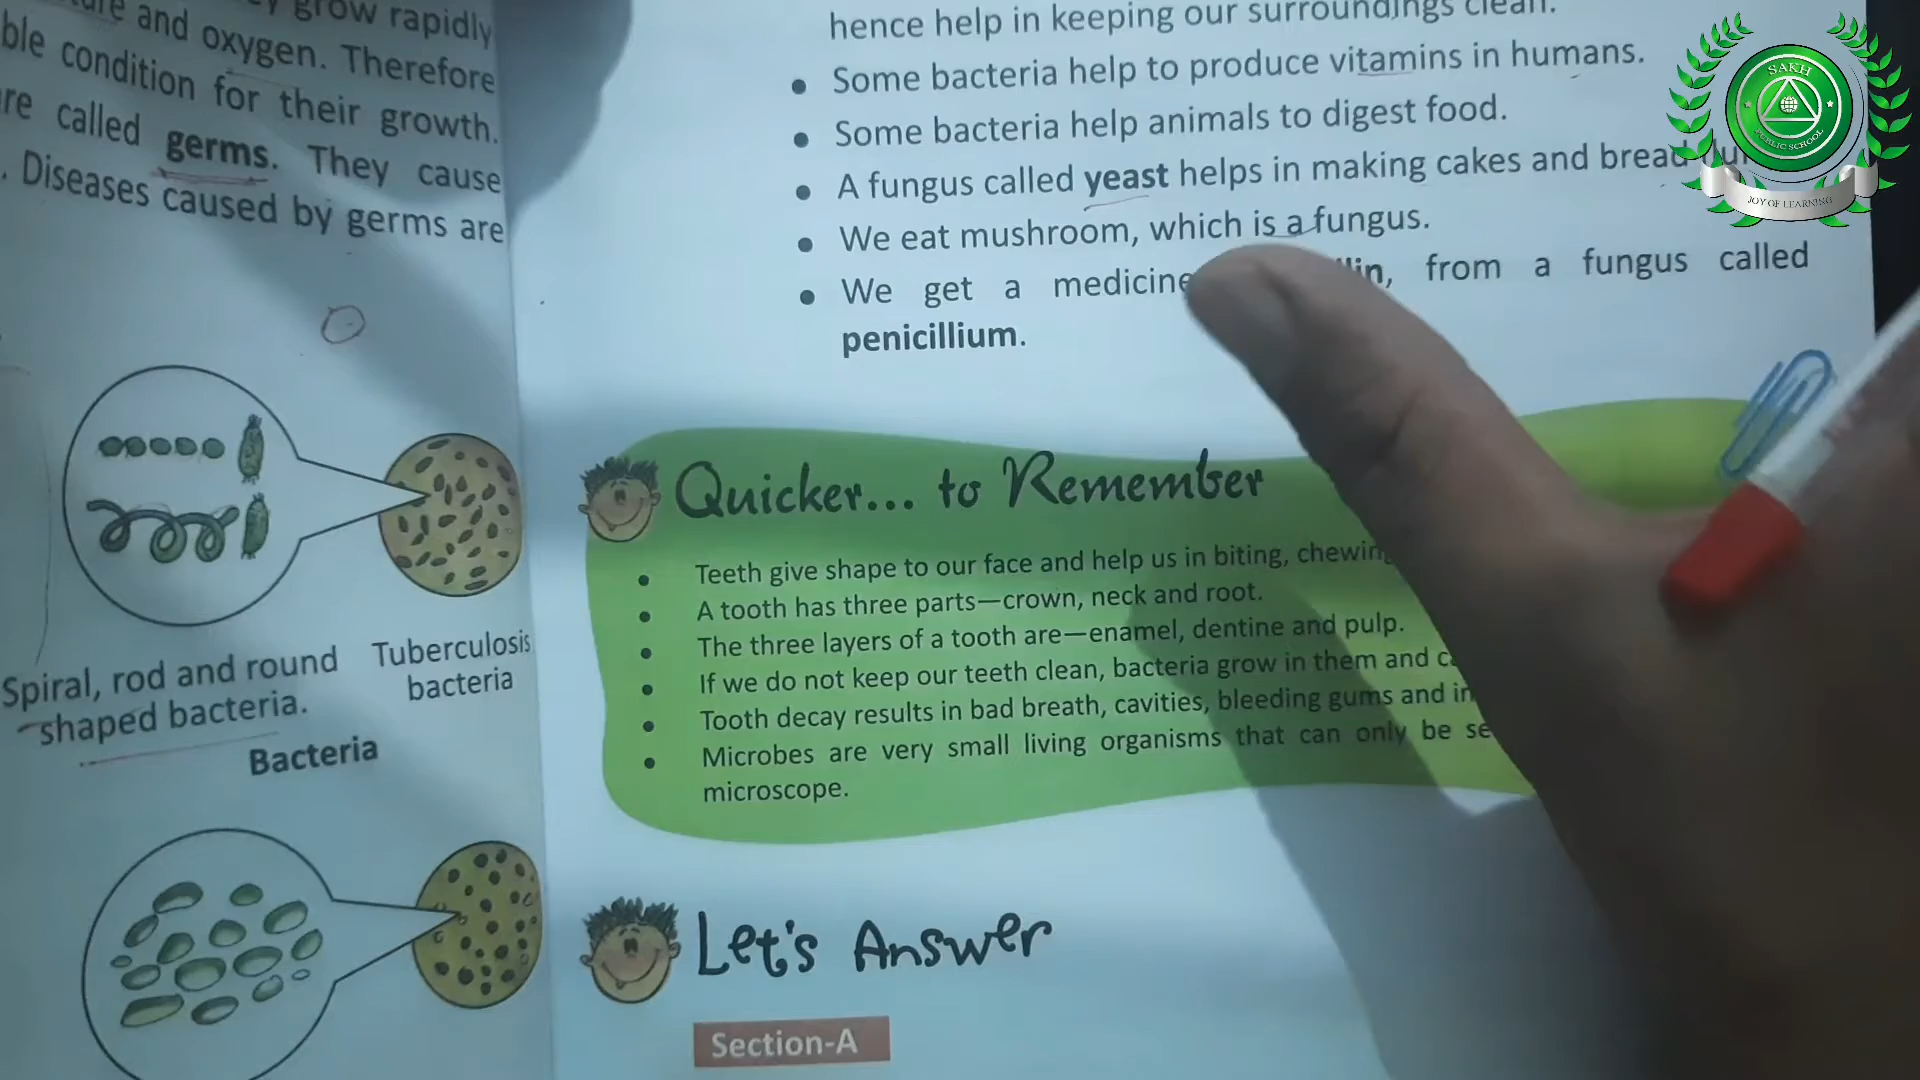 grow rapidly
and oxygen. Therefore
condition for their growth.
called germs. They cause
. Diseases caused by germs are
Spiral, rod and round
shaped bacteria.
Tuberculosis
bacteria
Bacteria
hence help in keeping our surroundings clean.
• Some bacteria help to produce vitamins in humans.
• Some bacteria help animals to digest food.
• A fungus called yeast helps in making cakes and bread
• We eat mushroom, which is a fungus.
• We get a medicine from a fungus called
penicillium.
Quicker... to Remember
• Teeth give shape to our face and help us in biting,
• A tooth has three parts—crown, neck and root.
• The three layers of a tooth are—enamel, dentine and pulp.
• If we do not keep our teeth clean, bacteria grow in them and
• Tooth decay results in bad breath, cavities, bleeding gums and
• Microbes are very small living organisms that can only be
microscope.
Let's Answer
Section-A
SAKH
PUBLIC SCHOOL
JOY OF LEARNING